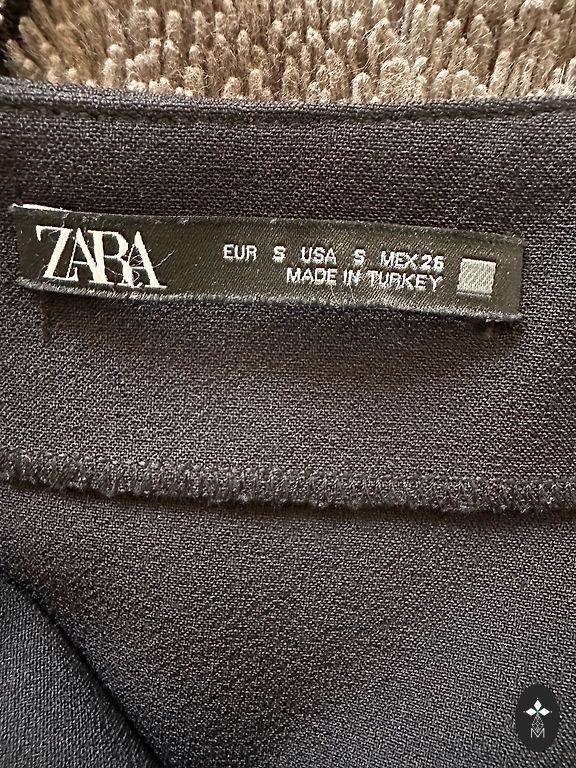 ZARA
EUR S USA S MEX 26
MADE IN TURKEY
M